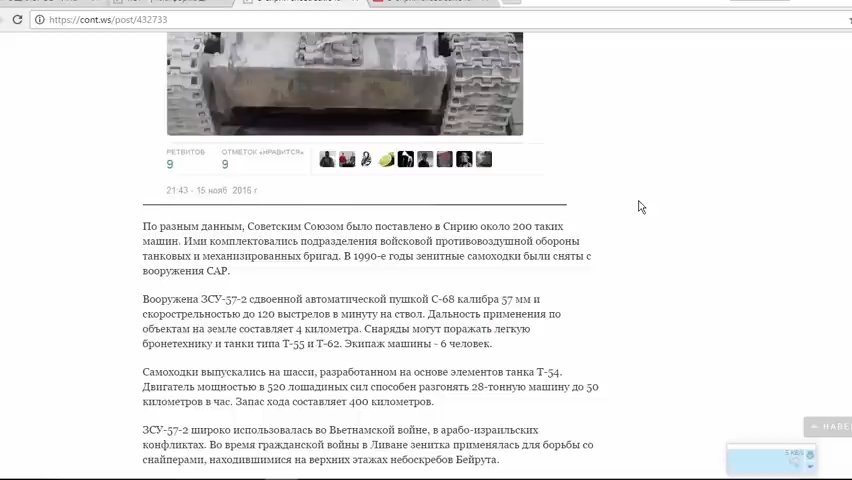 https://cont.ws/post/432733
РЕТВИТОВ ОТМЕТОК «НРАВИТСЯ»
9 9
21:43 - 15 нояб 2016 г
По разным данным, Советским Союзом было поставлено в Сирию около 200 таких
машин. Ими комплектовались подразделения войсковой противовоздушной обороны
танковых и механизированных бригад. В 1990-е годы зенитные самоходки были сняты с
вооружения САР.
Вооружена ЗСУ-57-2 сдвоенной автоматической пушкой С-68 калибра 57 мм и
скорострельностью до 120 выстрелов в минуту на ствол. Дальность применения по
объектам на земле составляет 4 километра. Снаряды могут поражать легкую
бронетехнику и танки типа Т-55 и Т-62. Экипаж машины - 6 человек.
Самоходки выпускались на шасси, разработанном на основе элементов танка Т-54.
Двигатель мощностью в 520 лошадиных сил способен разгонять 28-тонную машину до 50
километров в час. Запас хода составляет 400 километров.
ЗСУ-57-2 широко использовалась во Вьетнамской войне, в арабо-израильских
конфликтах. Во время гражданской войны в Ливане зенитка применялась для борьбы со
снайперами, находившимися на верхних этажах небоскребов Бейрута.
НАВЕ
5 КБ/s